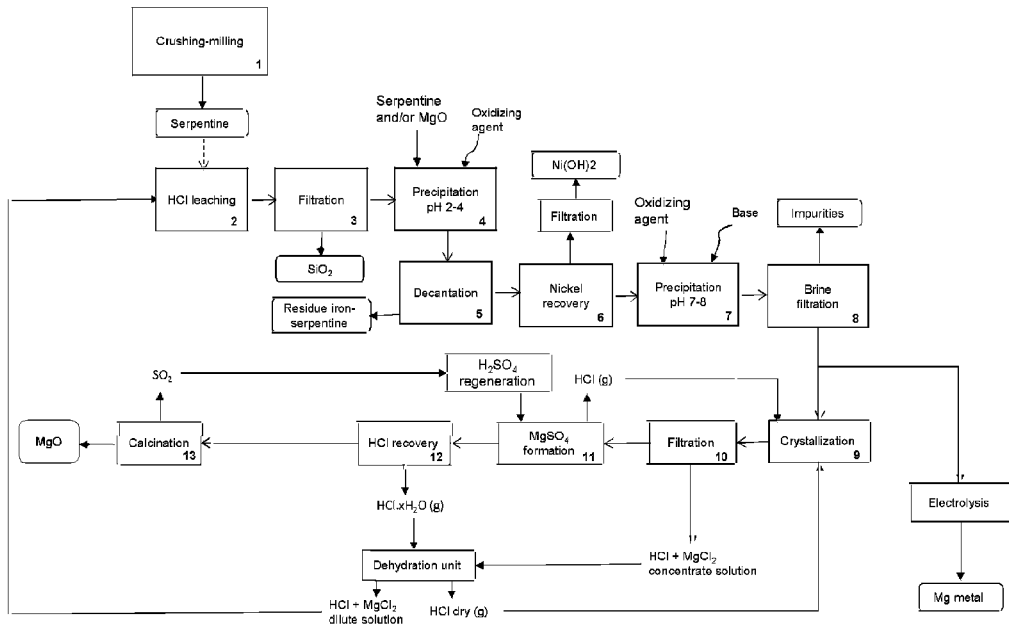 Crushing-milling
1
Serpentine
HCl leaching
2
Filtration
3
SiO₂
Serpentine
and/or MgO
Oxidizing
agent
Precipitation
pH 2-4
4
Decantation
5
Residue iron-
serpentine
Ni(OH)2
Filtration
Nickel
recovery
6
Oxidizing
agent
Base
Precipitation
pH 7-8
7
Impurities
Brine
filtration
8
SO₂
H₂SO₄
regeneration
HCl (g)
MgO
Calcination
13
HCl recovery
12
MgSO₄
formation
11
Filtration
10
Crystallization
9
HCl.xH₂O (g)
Electrolysis
Dehydration unit
HCl + MgCl₂
concentrate solution
HCl + MgCl₂
dilute solution
HCl dry (g)
Mg metal